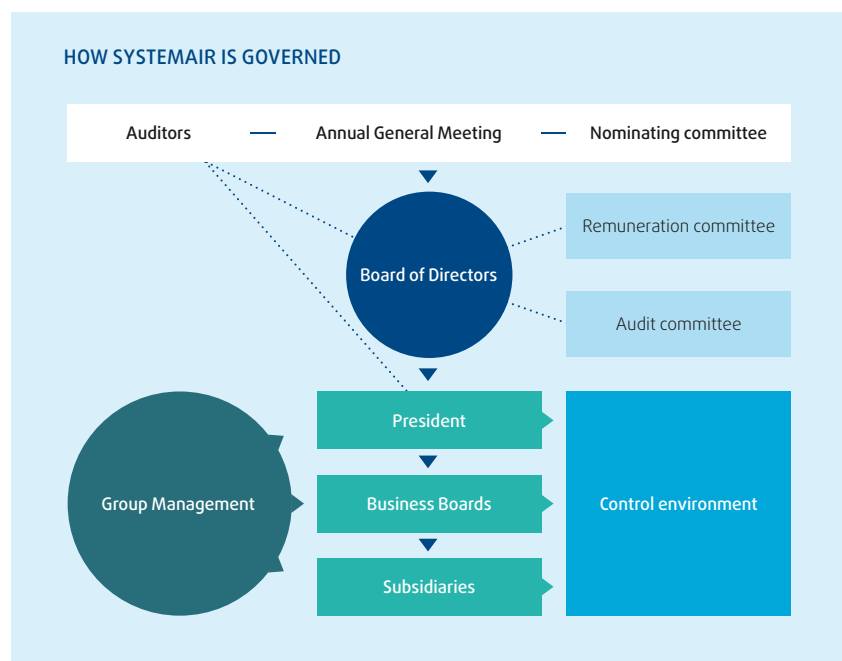 HOW SYSTEMAIR IS GOVERNED
Auditors — Annual General Meeting — Nominating committee
Remuneration committee
Board of Directors
Audit committee
President
Group Management
Business Boards
Control environment
Subsidiaries